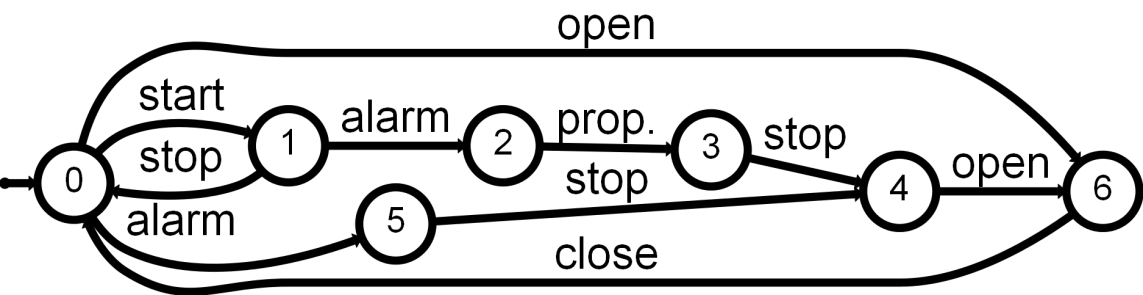 open
start
alarm
prop.
stop
1
2
3
stop
0
open
stop
4
6
alarm
5
close